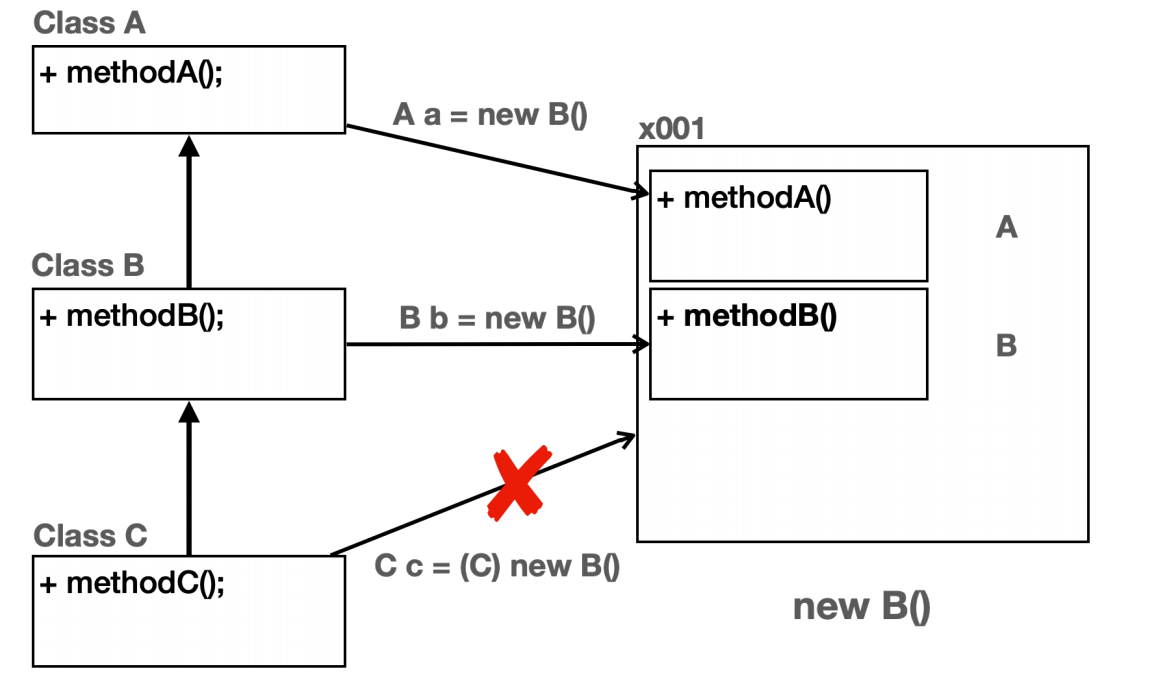 Class A
+ methodA();
A a = new B()
x001
+ methodA()
A
Class B
+ methodB();
B b = new B()
+ methodB()
B
Class C
+ methodC();
C c = (C) new B()
new B()